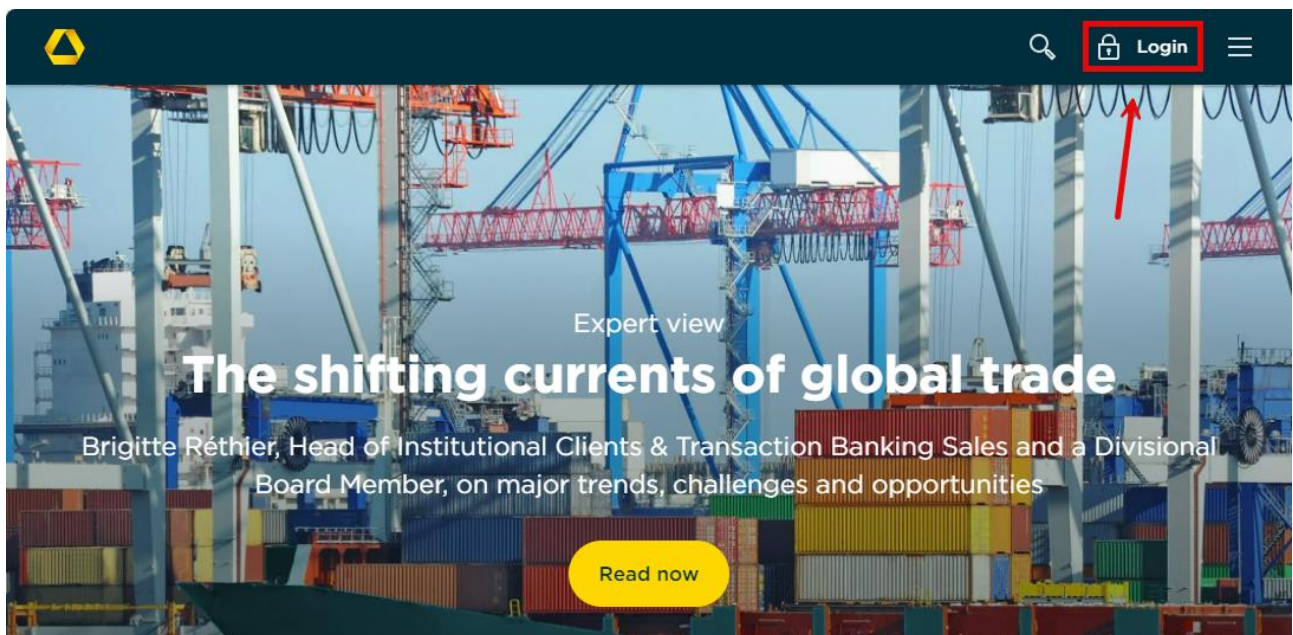 Login
Expert view
The shifting currents of global trade
Brigitte Réthier, Head of Institutional Clients & Transaction Banking Sales and a Divisional
Board Member, on major trends, challenges and opportunities
Read now